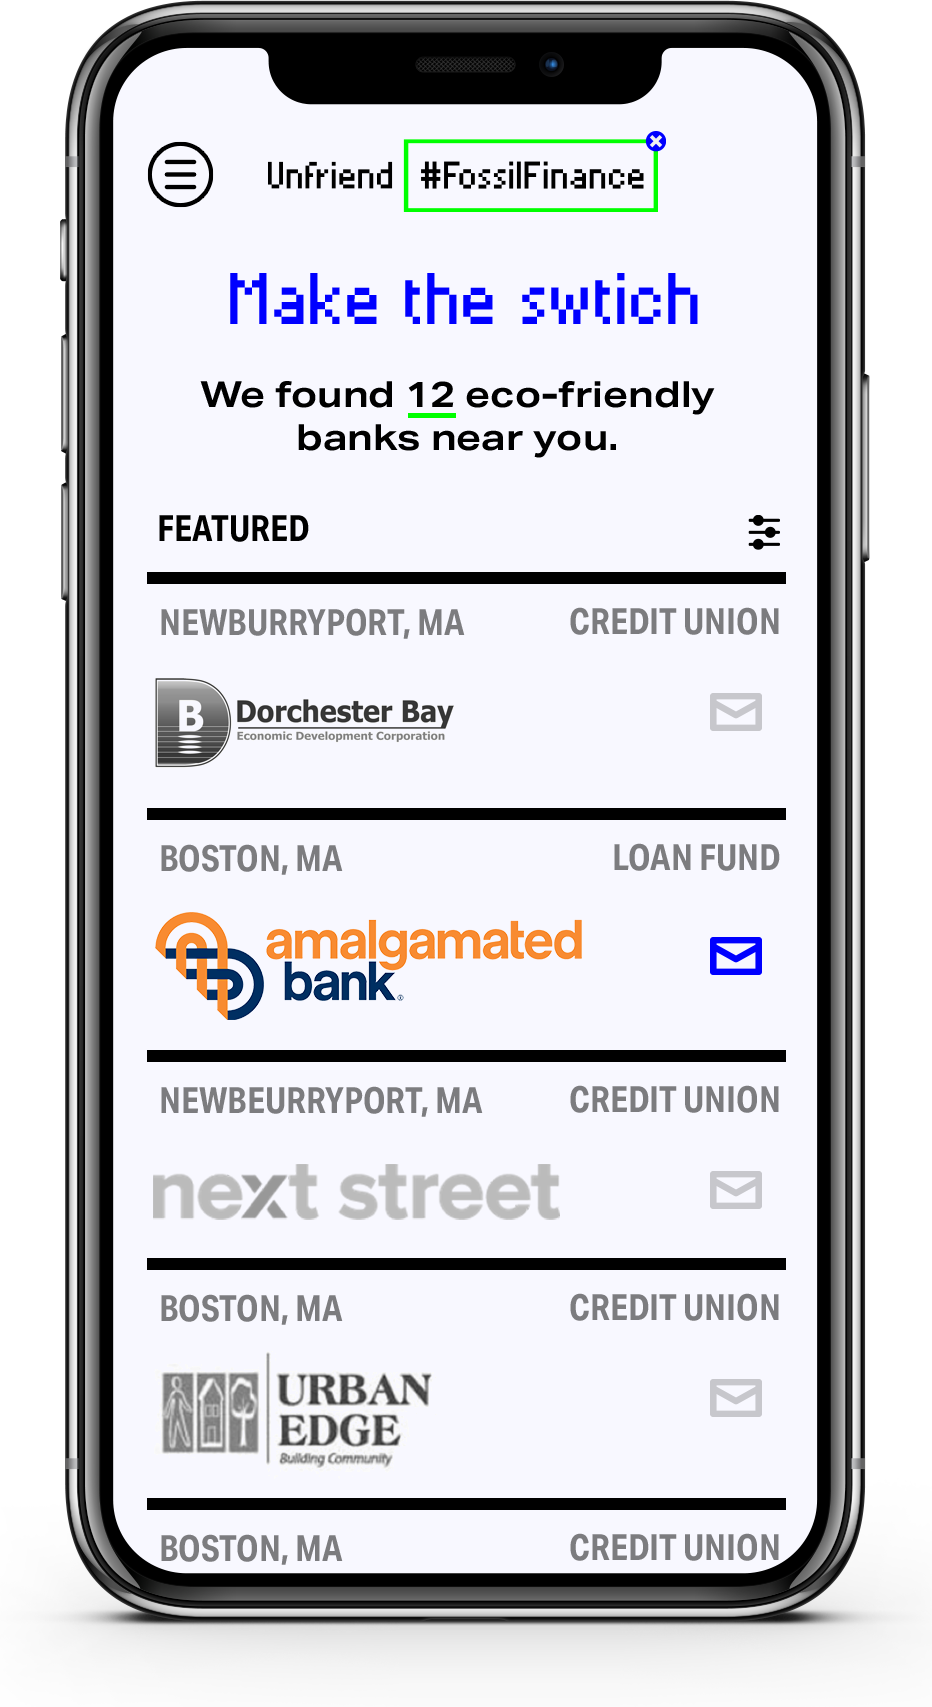 Unfriend #FossilFinance
Make the swtich
We found 12 eco-friendly
banks near you.
FEATURED
NEWBURRYPORT, MA CREDIT UNION
B Dorchester Bay
Economic Development Corporation
BOSTON, MA LOAN FUND
amalgamated
bank
NEWBEURRYPORT, MA CREDIT UNION
next street
BOSTON, MA CREDIT UNION
URBAN
EDGE
Building Community
BOSTON, MA CREDIT UNION